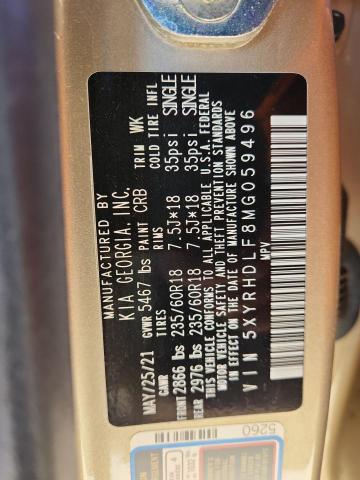 MANUFACTURED BY
KIA GEORGIA, INC.
MAY/25/21 GVWR 5467 lbs PAINT CRB TRIM WK
TIRES RIMS COLD TIRE INFL
FRONT 2866 lbs 235/60R18 7.5J*18 35psi SINGLE
REAR 2976 lbs 235/60R18 7.5J*18 35psi SINGLE
THIS VEHICLE CONFORMS TO ALL APPLICABLE U.S.A. FEDERAL
MOTOR VEHICLE SAFETY AND THEFT PREVENTION STANDARDS
IN EFFECT ON THE DATE OF MANUFACTURE SHOWN ABOVE
VIN 5XYRHDLF8MG059496
MPV
5260